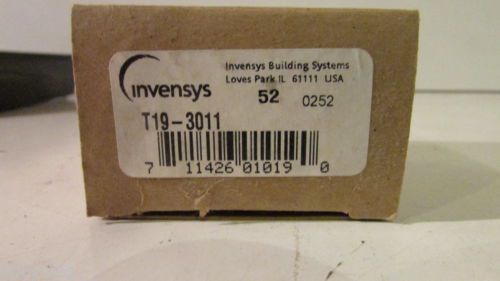 invensys
Invensys Building Systems
Loves Park IL 61111 USA
52 0252
T19-3011
7 11426 01019 0